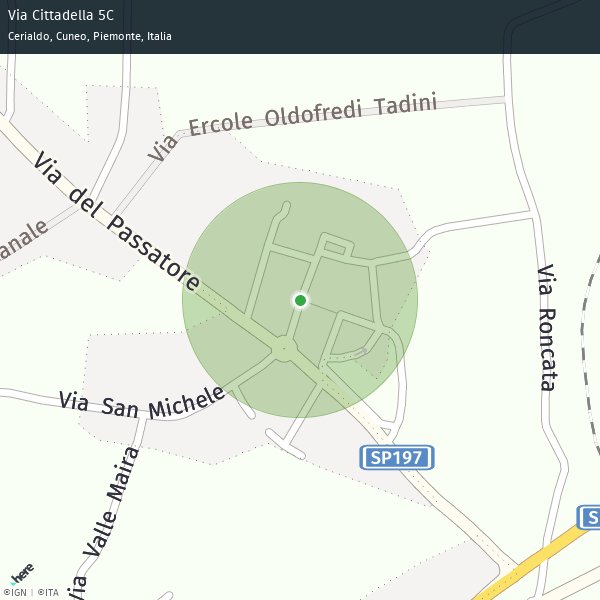 Via Cittadella 5C
Cerialdo, Cuneo, Piemonte, Italia
Via Ercole Oldofredi Tadini
Via del Passatore
anale
Via Roncata
Via San Michele
SP197
Via Valle Maira
S
here
©IGN | ©ITA